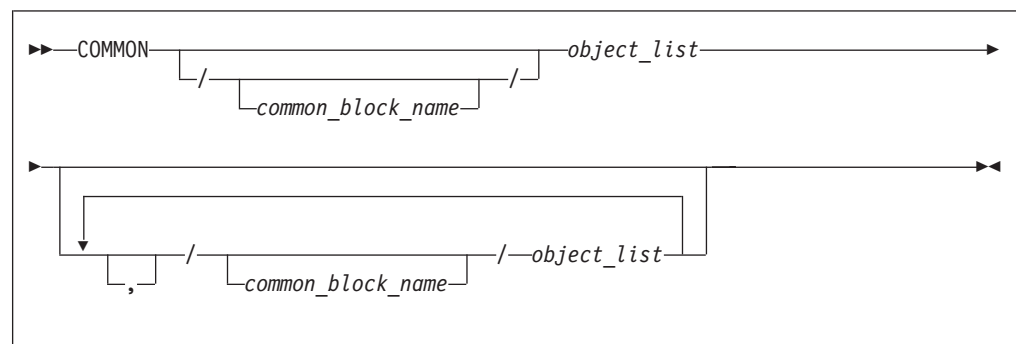 COMMON object_list
/ /
common_block_name
/ / object_list
, common_block_name